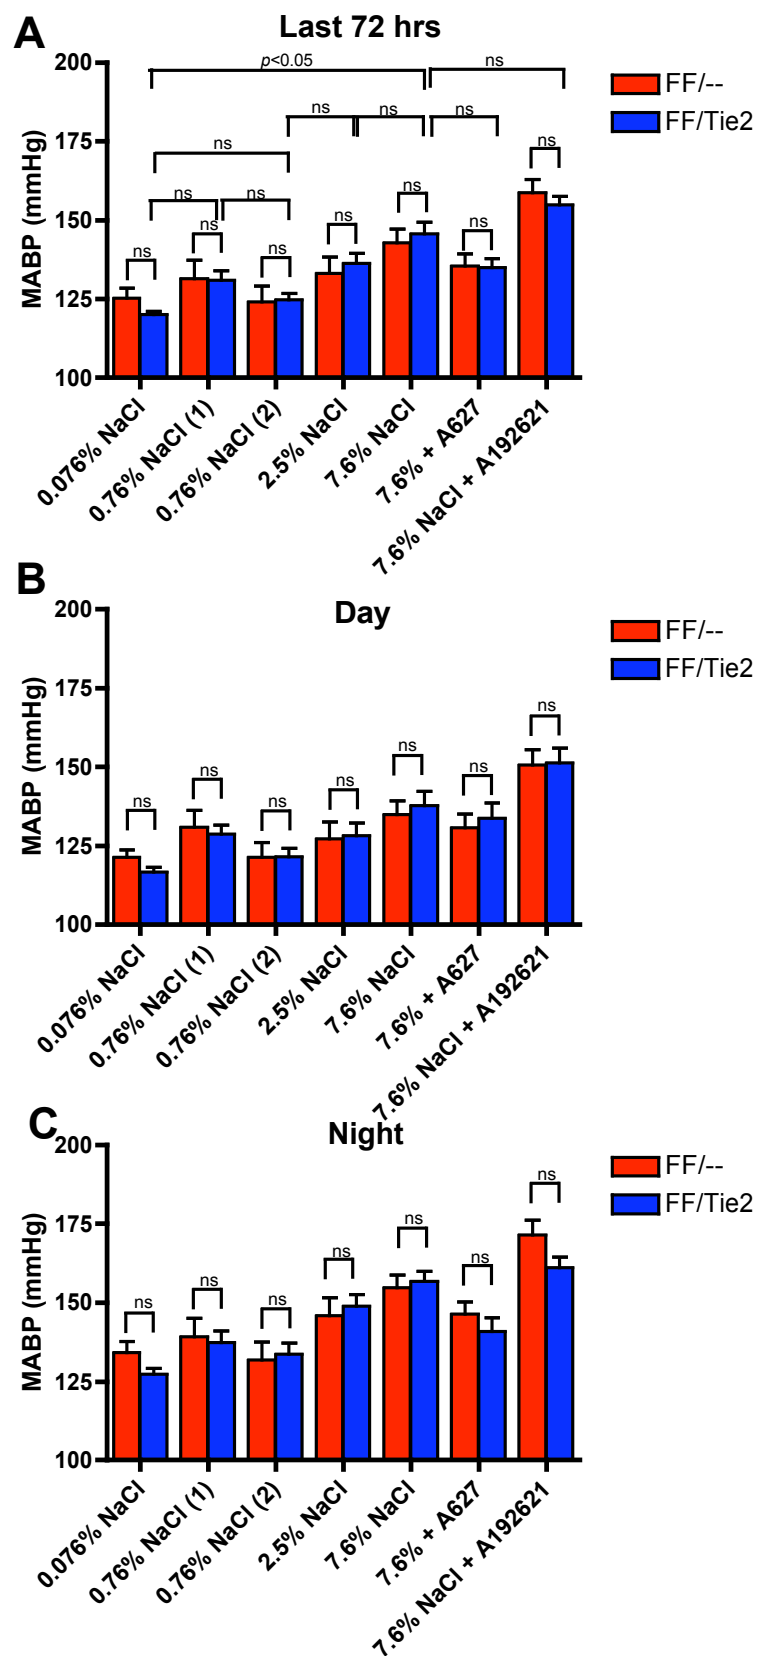 A
Last 72 hrs
200
p<0.05
ns
FF/--
FF/Tie2
ns
ns
ns
175
ns
ns
ns
ns
ns
150
ns
ns
ns
ns
ns
125
100
MABP (mmHg)
0.076% NaCl
0.76% NaCl (1)
0.76% NaCl (2)
2.5% NaCl
7.6% NaCl
7.6% + A627
7.6% NaCl + A192621
B
Day
200
FF/--
FF/Tie2
175
ns
150
ns
ns
ns
ns
ns
ns
125
100
MABP (mmHg)
0.076% NaCl
0.76% NaCl (1)
0.76% NaCl (2)
2.5% NaCl
7.6% NaCl
7.6% + A627
7.6% NaCl + A192621
C
Night
200
FF/--
FF/Tie2
ns
175
ns
ns
ns
ns
ns
ns
150
125
100
MABP (mmHg)
0.076% NaCl
0.76% NaCl (1)
0.76% NaCl (2)
2.5% NaCl
7.6% NaCl
7.6% + A627
7.6% NaCl + A192621